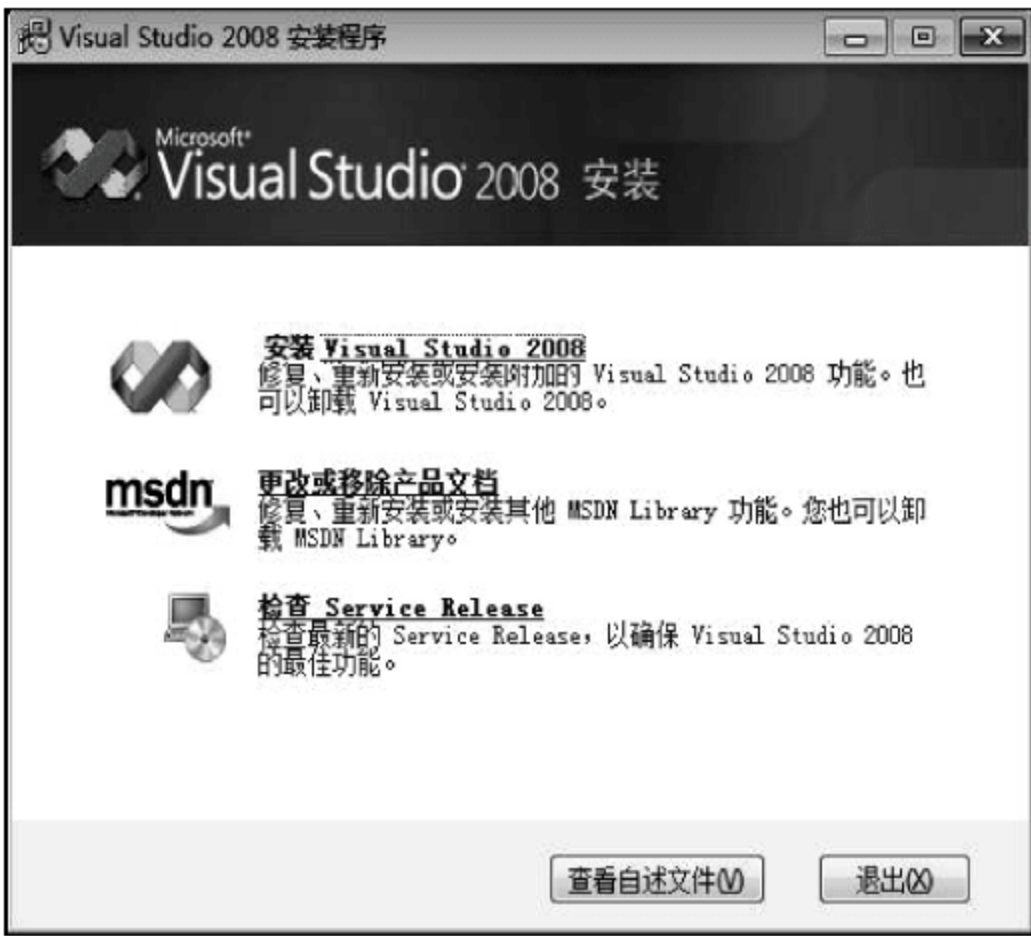 Visual Studio 2008 安装程序
Microsoft®
Visual Studio 2008 安装
安装 Visual Studio 2008
修复、重新安装或安装附加的 Visual Studio 2008 功能。也
可以卸载 Visual Studio 2008。
msdn
更改或移除产品文档
修复、重新安装或安装其他 MSDN Library 功能。您也可以卸
载 MSDN Library。
检查 Service Release
检查最新的 Service Release，以确保 Visual Studio 2008
的最佳功能。
查看自述文件(V) 退出(X)